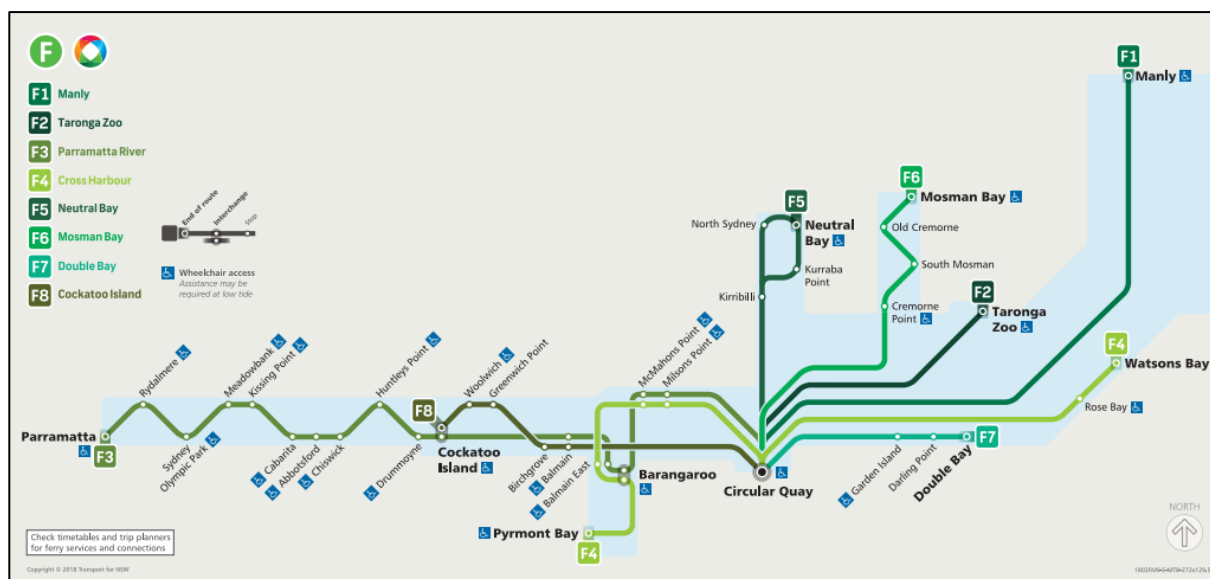 F
F1 Manly
F2 Taronga Zoo
F3 Parramatta River
F4 Cross Harbour
F5 Neutral Bay
F6 Mosman Bay
F7 Double Bay
F8 Cockatoo Island
End of route
Interchange
Stop
Wheelchair access
Assistance may be
required at low tide
F1
Manly
F6
Mosman Bay
Old Cremorne
South Mosman
Cremorne
Point
F5
North Sydney
Neutral
Bay
Kurraba
Point
Kirribilli
F2
Taronga
Zoo
F4
Watsons Bay
Rose Bay
McMahons Point
Milsons Point
Parramatta
F3
Rydalmere
Sydney
Olympic Park
Meadowbank
Kissing Point
Cabarita
Abbotsford
Chiswick
Huntleys Point
Drummoyne
F8
Cockatoo
Island
Woolwich
Greenwich Point
Birchgrove
Balmain
Balmain East
Barangaroo
Pyrmont Bay
F4
Circular Quay
Garden Island
Darling Point
Double Bay
F7
NORTH
Check timetables and trip planners
for ferry services and connections
Copyright © 2018 Transport for NSW